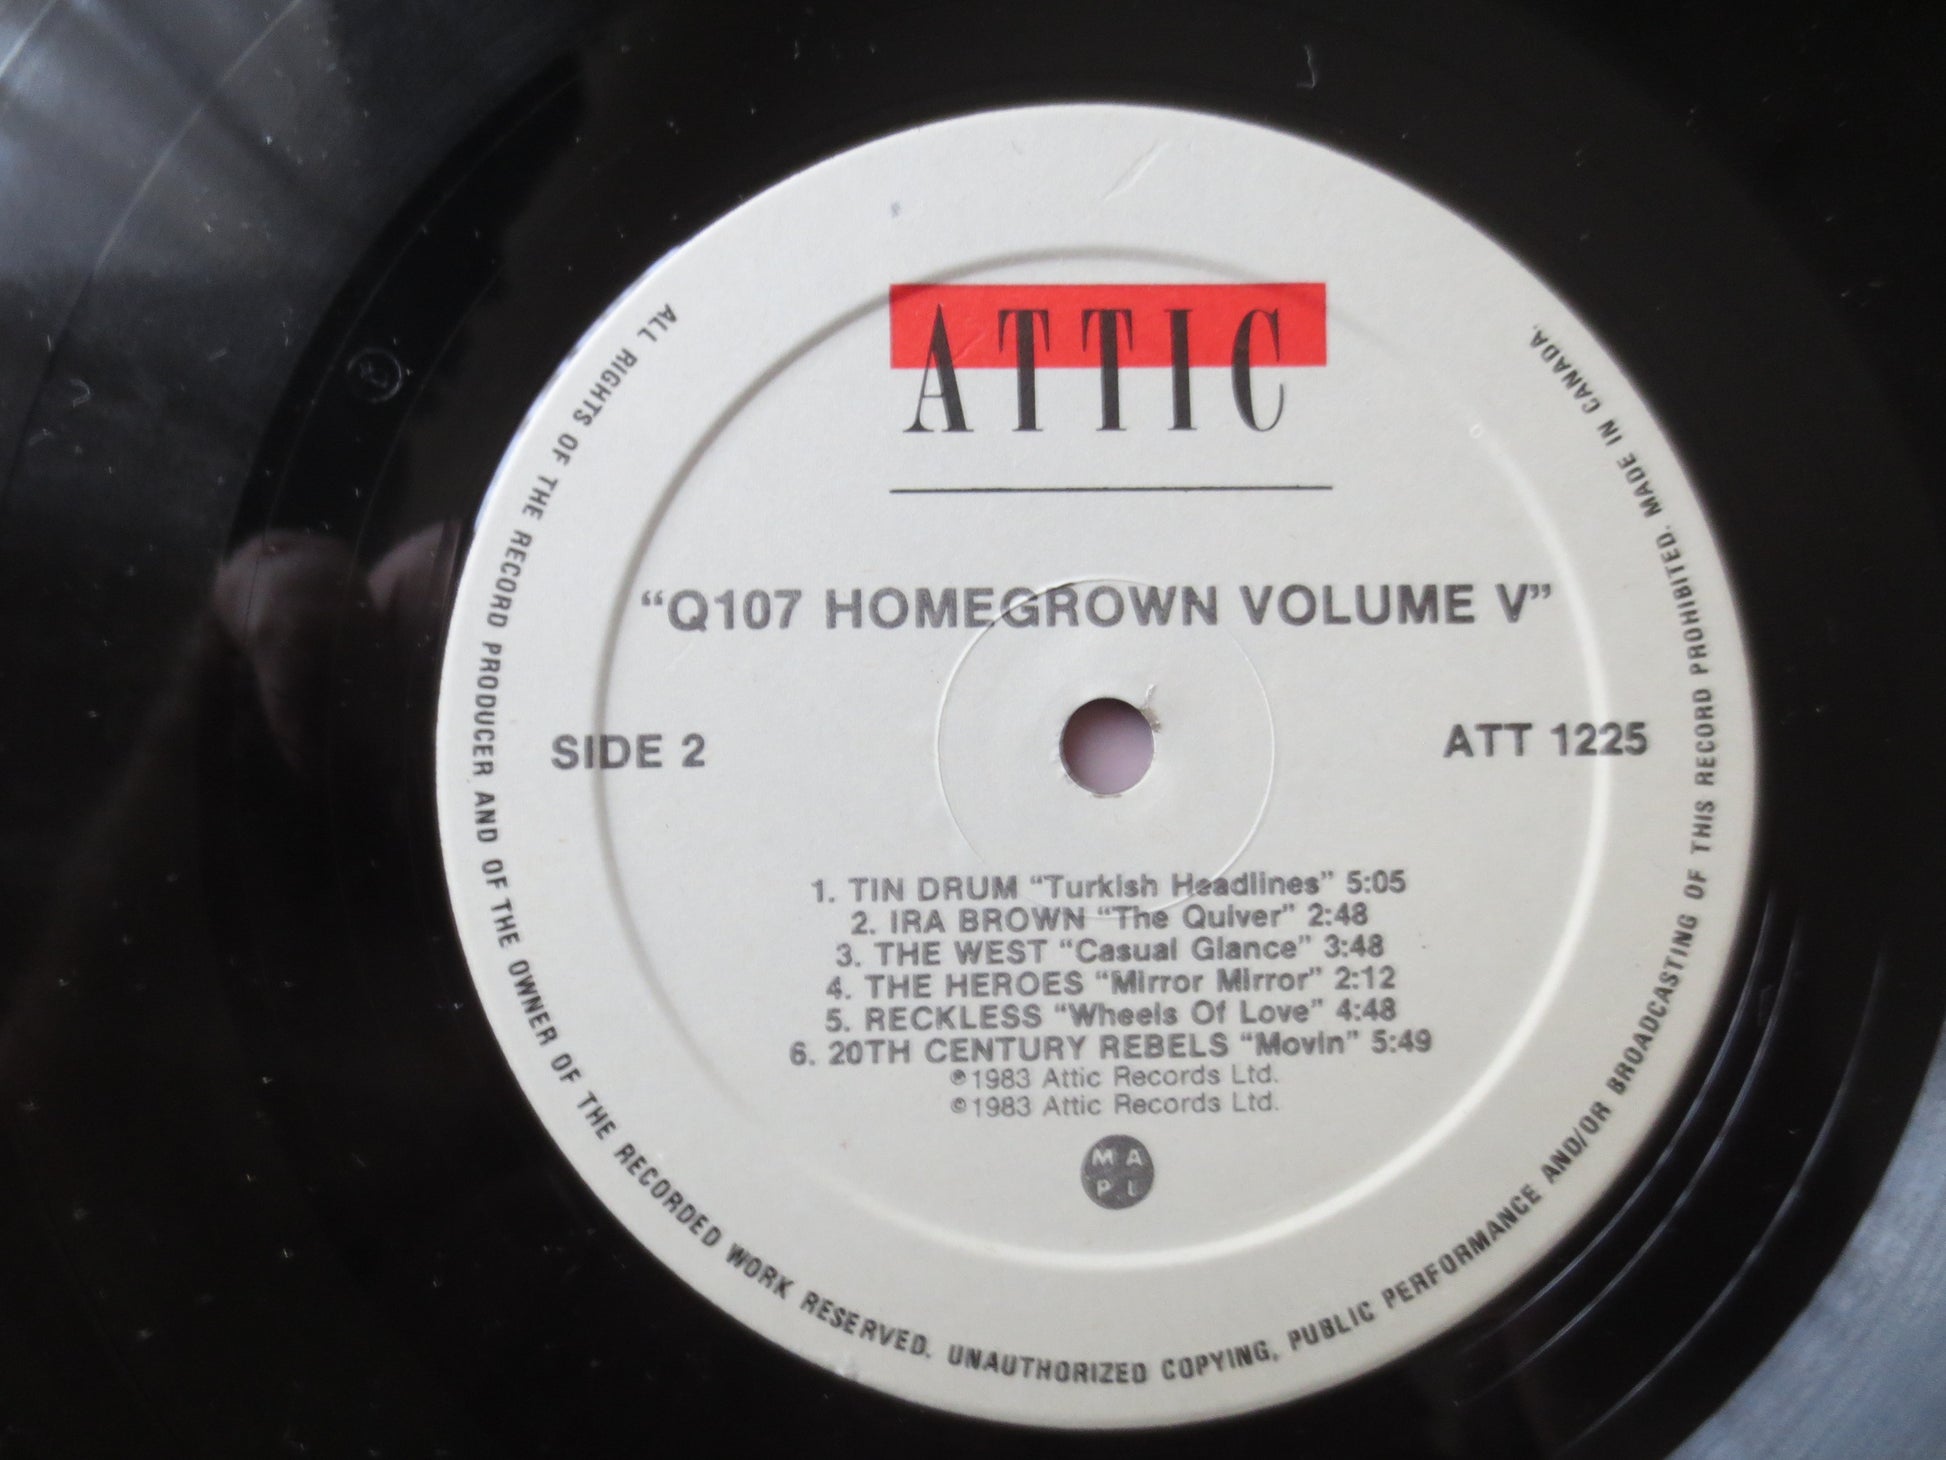 ATTIC
"Q107 HOMEGROWN VOLUME V"
SIDE 2
ATT 1225
1. TIN DRUM "Turkish Headlines" 5:05
2. IRA BROWN "The Quiver" 2:48
3. THE WEST "Casual Glance" 3:48
4. THE HEROES "Mirror Mirror" 2:12
5. RECKLESS "Wheels Of Love" 4:48
6. 20TH CENTURY REBELS "Movin" 5:49
℗1983 Attic Records Ltd.
©1983 Attic Records Ltd.
M A
P L
ALL RIGHTS OF THE RECORD PRODUCER AND OF THE OWNER OF THE RECORDED WORK RESERVED. UNAUTHORIZED COPYING, PUBLIC PERFORMANCE AND/OR BROADCASTING OF THIS RECORD PROHIBITED. MADE IN CANADA.